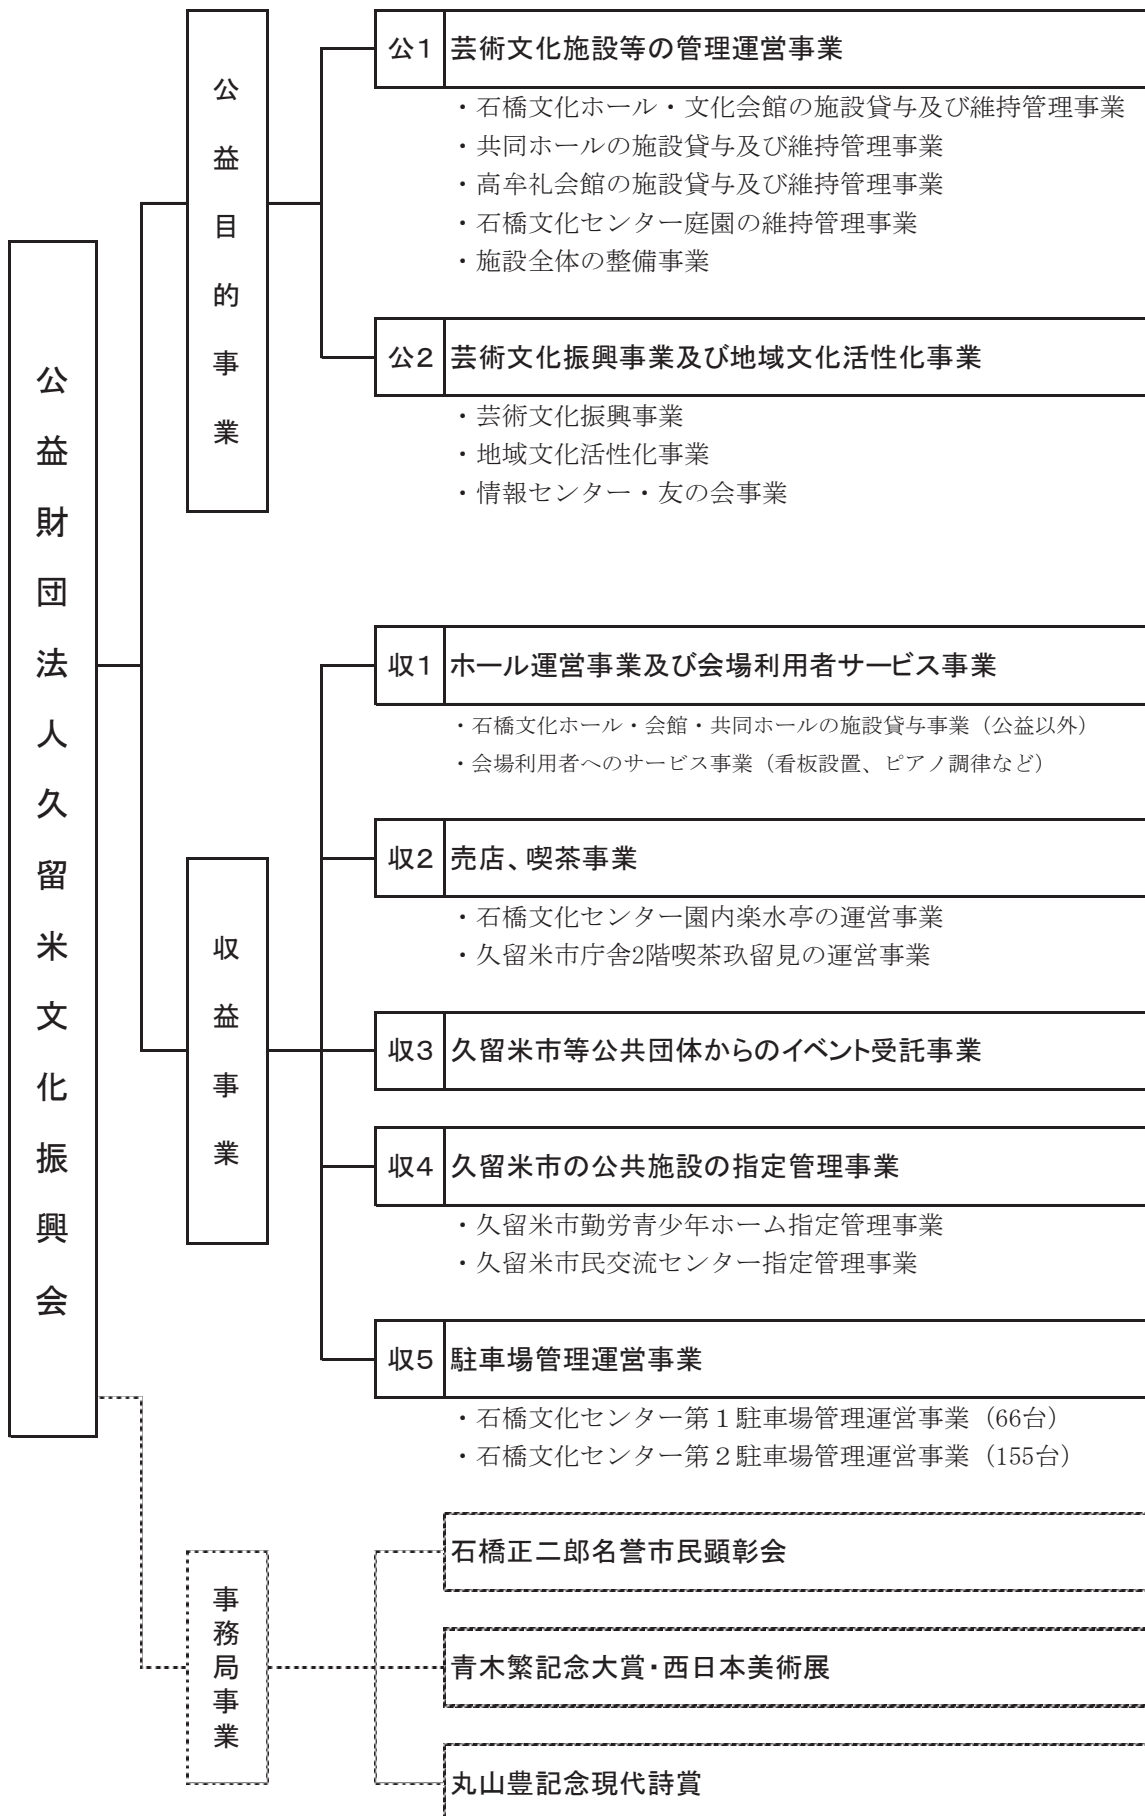 公益財団法人久留米文化振興会
公益目的事業
公1 芸術文化施設等の管理運営事業
・石橋文化ホール・文化会館の施設貸与及び維持管理事業
・共同ホールの施設貸与及び維持管理事業
・高牟礼会館の施設貸与及び維持管理事業
・石橋文化センター庭園の維持管理事業
・施設全体の整備事業
公2 芸術文化振興事業及び地域文化活性化事業
・芸術文化振興事業
・地域文化活性化事業
・情報センター・友の会事業
収益事業
収1 ホール運営事業及び会場利用者サービス事業
・石橋文化ホール・会館・共同ホールの施設貸与事業（公益以外）
・会場利用者へのサービス事業（看板設置、ピアノ調律など）
収2 売店、喫茶事業
・石橋文化センター園内楽水亭の運営事業
・久留米市庁舎2階喫茶玖留見の運営事業
収3 久留米市等公共団体からのイベント受託事業
収4 久留米市の公共施設の指定管理事業
・久留米市勤労青少年ホーム指定管理事業
・久留米市民交流センター指定管理事業
収5 駐車場管理運営事業
・石橋文化センター第１駐車場管理運営事業（66台）
・石橋文化センター第２駐車場管理運営事業（155台）
事務局事業
石橋正二郎名誉市民顕彰会
青木繁記念大賞・西日本美術展
丸山豊記念現代詩賞